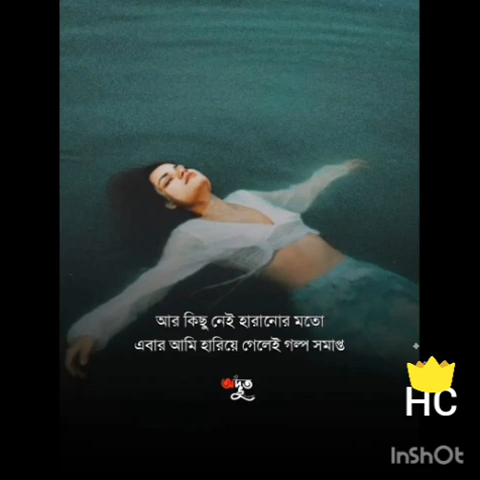 আর কিছু নেই হারানোর মতো
এবার আমি হারিয়ে গেলেই গল্প সমাপ্ত
অদ্ভুত
HC
InShOt